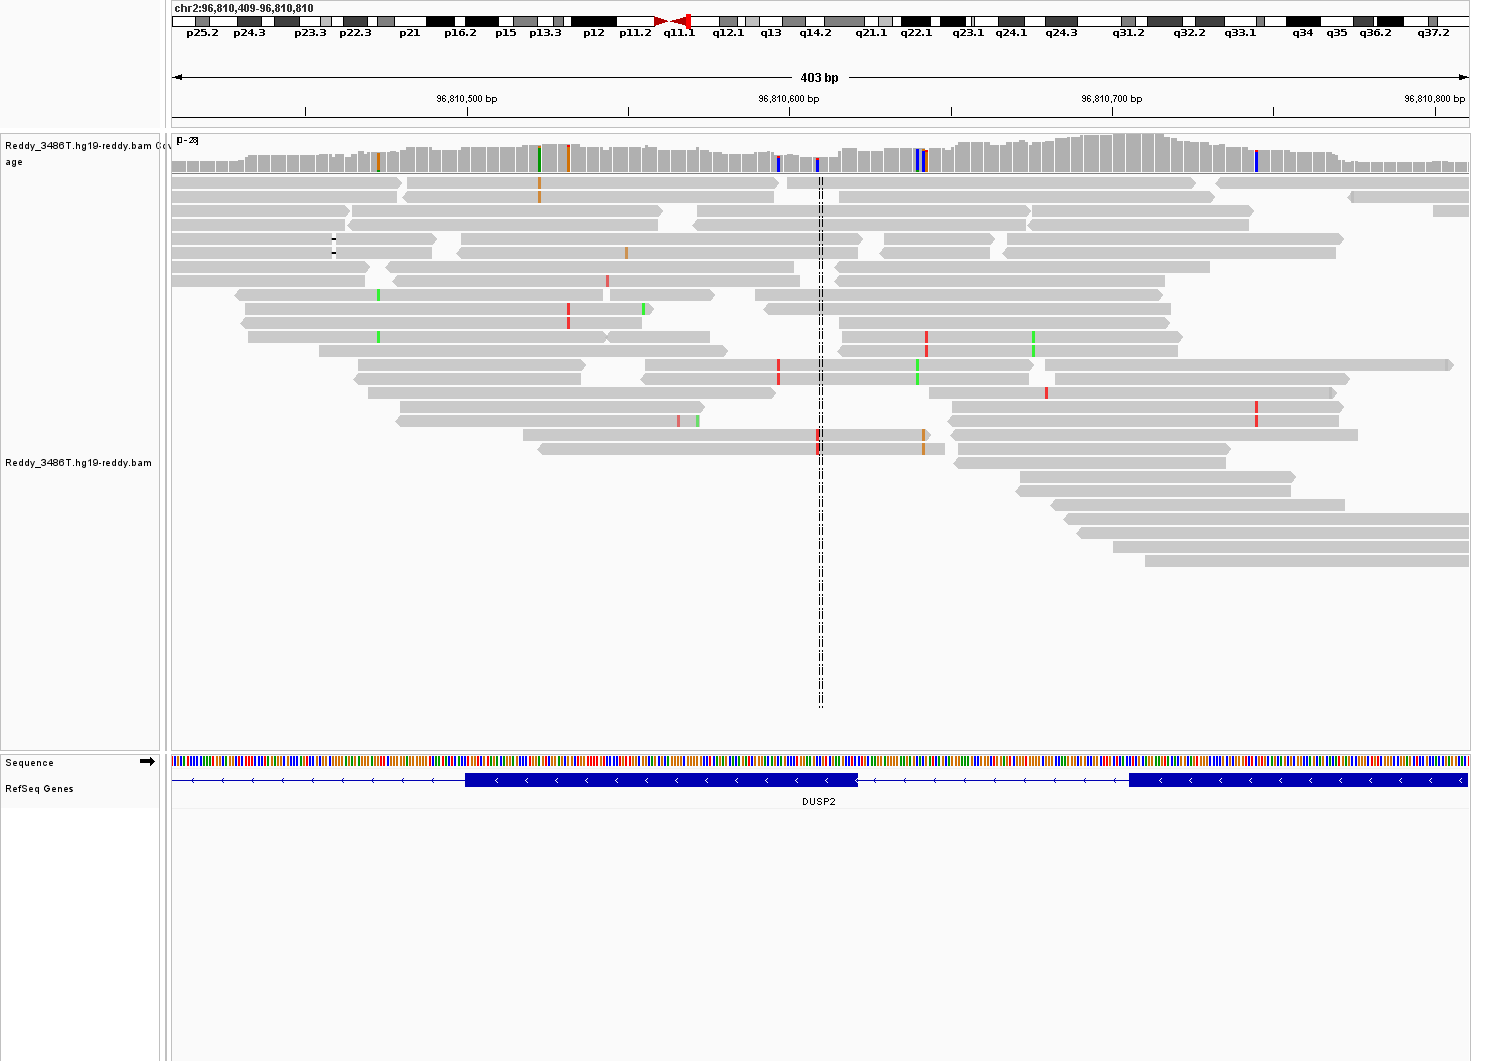 chr2:96,810,409-96,810,810
p25.2 p24.3 p23.3 p22.3 p21 p16.2 p15 p13.3 p12 p11.2 q11.1 q12.1 q13 q14.2 q21.1 q22.1 q23.1 q24.1 q24.3 q31.2 q32.2 q33.1 q34 q35 q36.2 q37.2
403 bp
96,810,500 bp 96,810,600 bp 96,810,700 bp 96,810,800 bp
[0 - 28]
Reddy_3486T.hg19-reddy.bam Cov
age
Reddy_3486T.hg19-reddy.bam
Sequence
RefSeq Genes
DUSP2